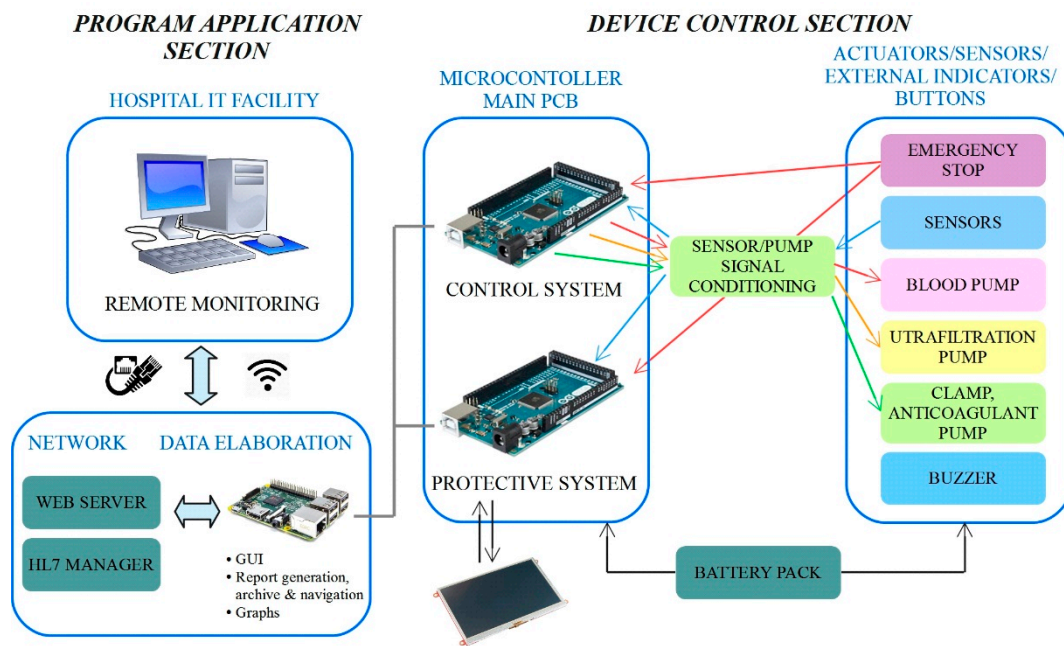 PROGRAM APPLICATION
SECTION
DEVICE CONTROL SECTION
HOSPITAL IT FACILITY
REMOTE MONITORING
NETWORK
DATA ELABORATION
WEB SERVER
HL7 MANAGER
• GUI
• Report generation,
archive & navigation
• Graphs
MICROCONTOLLER
MAIN PCB
CONTROL SYSTEM
PROTECTIVE SYSTEM
SENSOR/PUMP
SIGNAL
CONDITIONING
BATTERY PACK
ACTUATORS/SENSORS/
EXTERNAL INDICATORS/
BUTTONS
EMERGENCY
STOP
SENSORS
BLOOD PUMP
UTRAFILTRATION
PUMP
CLAMP,
ANTICOAGULANT
PUMP
BUZZER